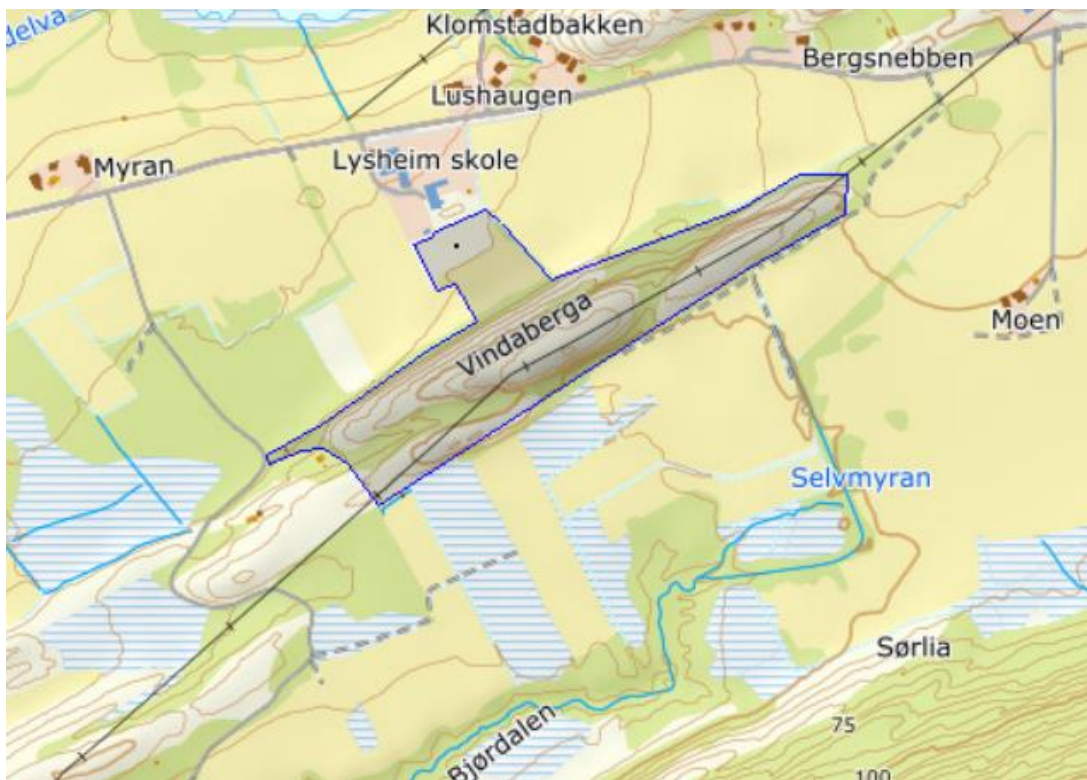 delva
Klomstadbakken
Bergsnebben
Lushaugen
Myran
Lysheim skole
Moen
Vindaberga
Selvmyran
Sørlia
Bjørdalen
75
100